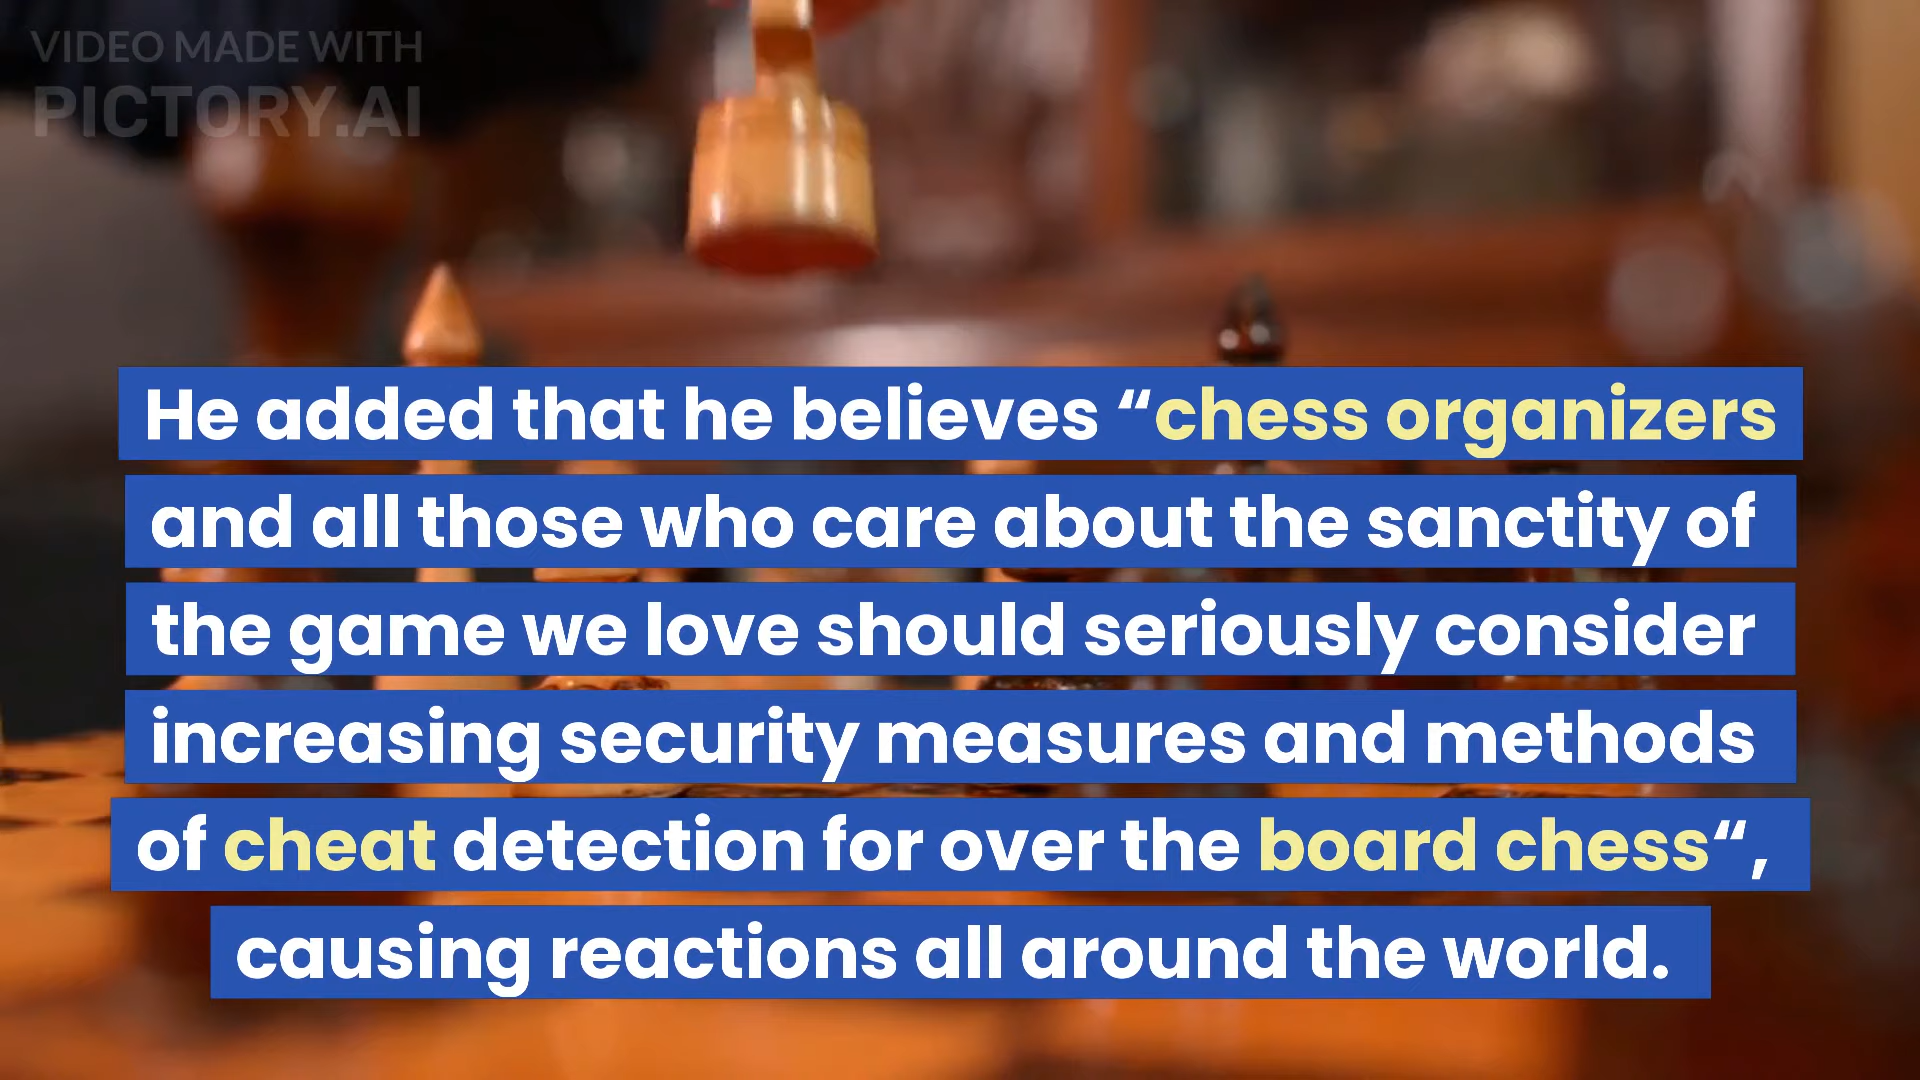 VIDEO MADE WITH
PICTORY.AI
He added that he believes “chess organizers
and all those who care about the sanctity of
the game we love should seriously consider
increasing security measures and methods
of cheat detection for over the board chess“,
causing reactions all around the world.